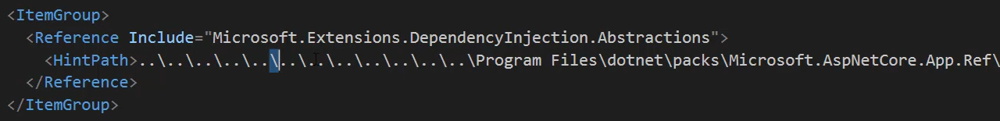 <ItemGroup>
<Reference Include="Microsoft.Extensions.DependencyInjection.Abstractions">
<HintPath>..\..\..\..\..\..\..\..\..\..\..\..\Program Files\dotnet\packs\Microsoft.AspNetCore.App.Ref\
</Reference>
</ItemGroup>